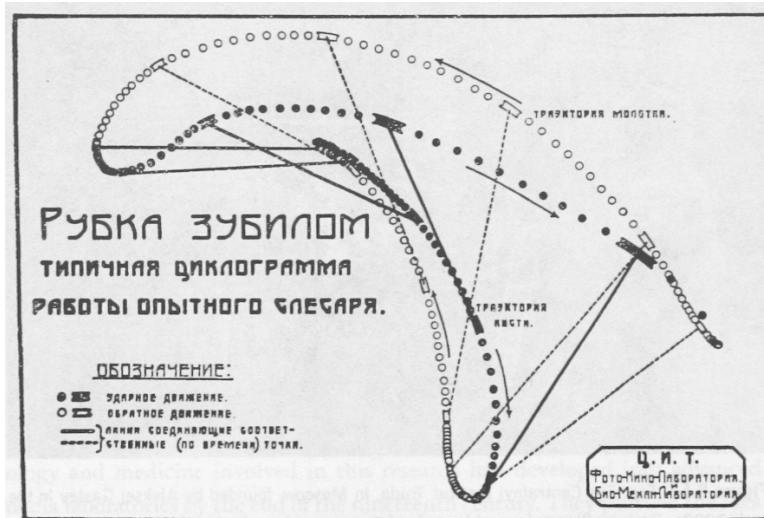 ТРАЕКТОРИЯ МОЛОТКА.
РУБКА ЗУБИЛОМ
ТИПИЧНАЯ ЦИКЛОГРАММА
РАБОТЫ ОПЫТНОГО СЛЕСАРЯ.
ТРАЕКТОРИЯ
КИСТИ.
ОБОЗНАЧЕНИЕ:
УДАРНОЕ ДВИЖЕНИЕ.
ОБРАТНОЕ ДВИЖЕНИЕ.
ЛИНИИ СОЕДИНЯЮЩИЕ СООТВЕТ-
СТВЕННЫЕ (ПО ВРЕМЕНИ) ТОЧКИ.
Ц.И.Т.
ФОТО-КИНО-ЛАБОРАТОРИЯ.
БИО-МЕХАН-ЛАБОРАТОРИЯ.